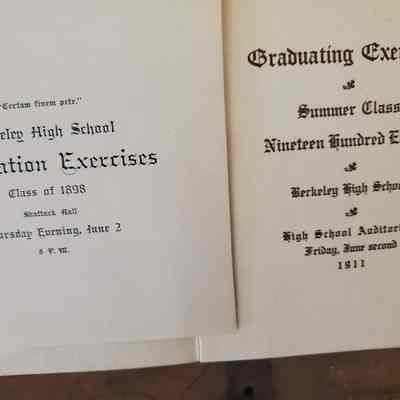 "Certum finem pete."
eley High School
ation Exercises
Class of 1898
Shattuck Hall
ursday Evening, June 2
8 P. M.
Graduating Exer
Summer Class
Nineteen Hundred E
Berkeley High Schoo
High School Auditori
Friday, June second
1911